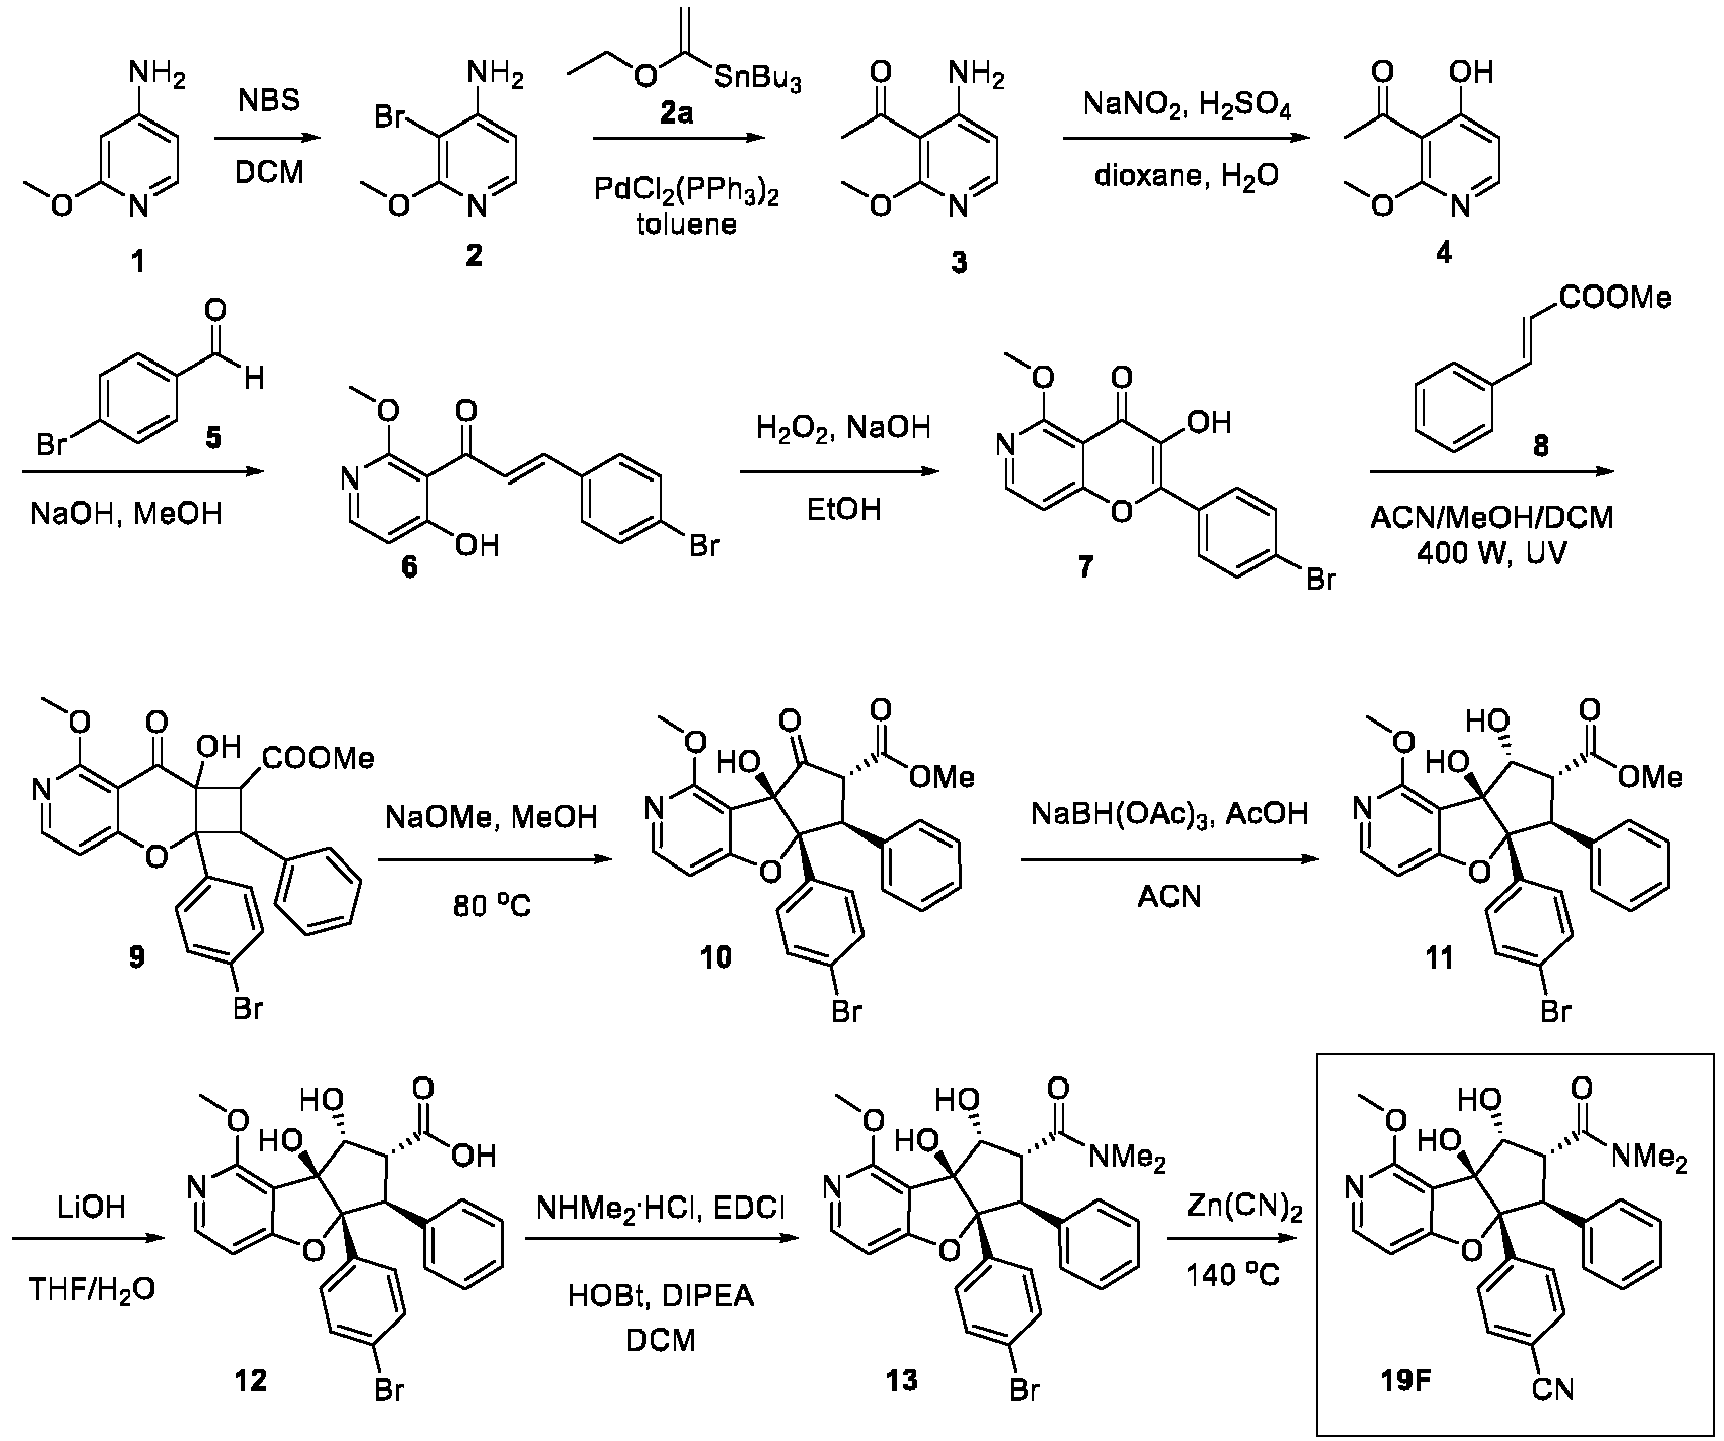 NH2
O
N
1
NBS
DCM
NH2
Br
O
N
2
O
SnBu3
2a
PdCl2(PPh3)2
toluene
O
NH2
O
N
3
NaNO2, H2SO4
dioxane, H2O
O
OH
O
N
4
O
H
Br
5
NaOH, MeOH
O
O
N
OH
Br
6
H2O2, NaOH
EtOH
O
O
OH
N
O
Br
7
COOMe
8
ACN/MeOH/DCM
400 W, UV
O
O
OH
COOMe
N
O
Br
9
NaOMe, MeOH
80 °C
O
HO
O
O
OMe
N
O
Br
10
NaBH(OAc)3, AcOH
ACN
O
HO
HO
O
OMe
N
O
Br
11
LiOH
THF/H2O
O
HO
HO
O
OH
N
O
Br
12
NHMe2·HCl, EDCI
HOBt, DIPEA
DCM
O
HO
HO
O
NMe2
N
O
Br
13
Zn(CN)2
140 °C
O
HO
HO
O
NMe2
N
O
CN
19F